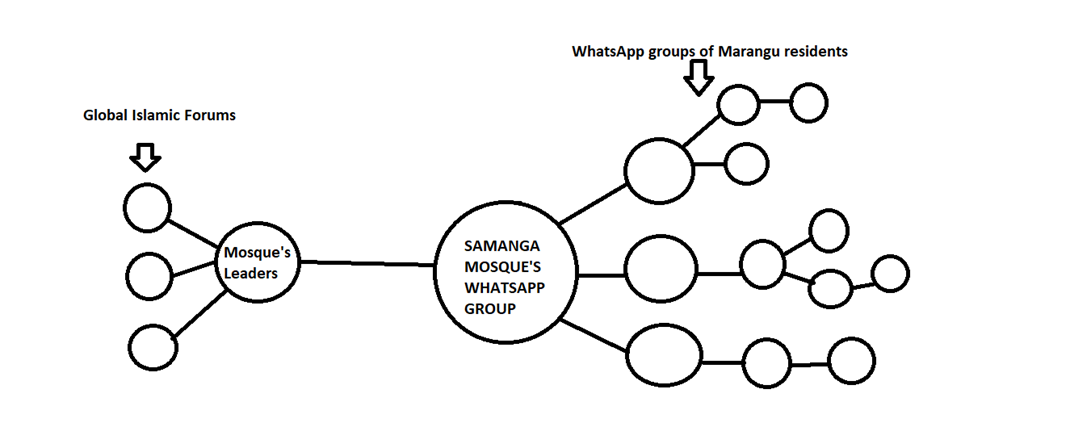 WhatsApp groups of Marangu residents
Global Islamic Forums
Mosque's
Leaders
SAMANGA
MOSQUE'S
WHATSAPP
GROUP